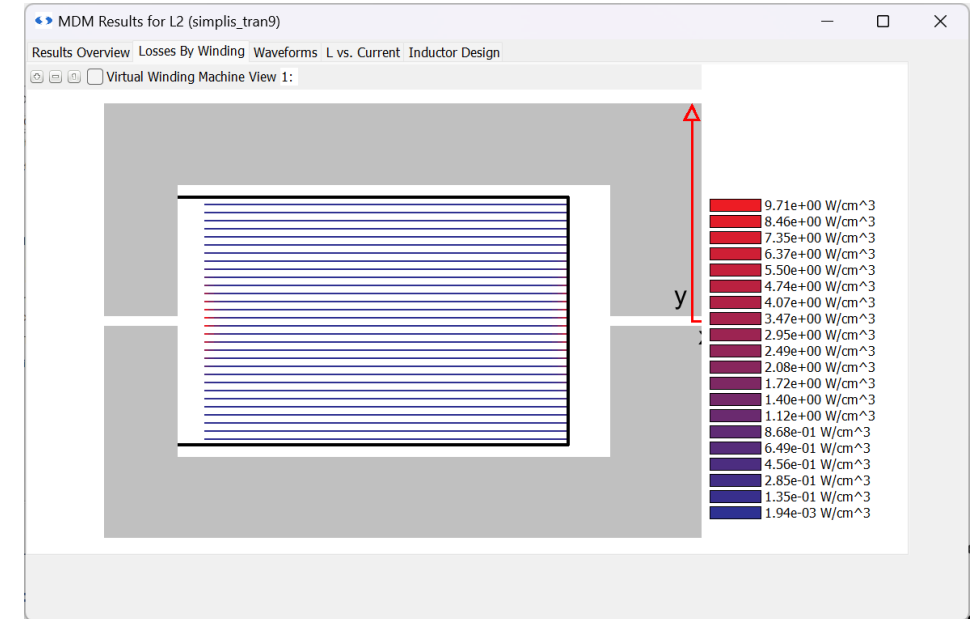 MDM Results for L2 (simplis_tran9)
Results Overview Losses By Winding Waveforms L vs. Current Inductor Design
Virtual Winding Machine View 1:
y
9.71e+00 W/cm^3
8.46e+00 W/cm^3
7.35e+00 W/cm^3
6.37e+00 W/cm^3
5.50e+00 W/cm^3
4.74e+00 W/cm^3
4.07e+00 W/cm^3
3.47e+00 W/cm^3
2.95e+00 W/cm^3
2.49e+00 W/cm^3
2.08e+00 W/cm^3
1.72e+00 W/cm^3
1.40e+00 W/cm^3
1.12e+00 W/cm^3
8.68e-01 W/cm^3
6.49e-01 W/cm^3
4.56e-01 W/cm^3
2.85e-01 W/cm^3
1.35e-01 W/cm^3
1.94e-03 W/cm^3